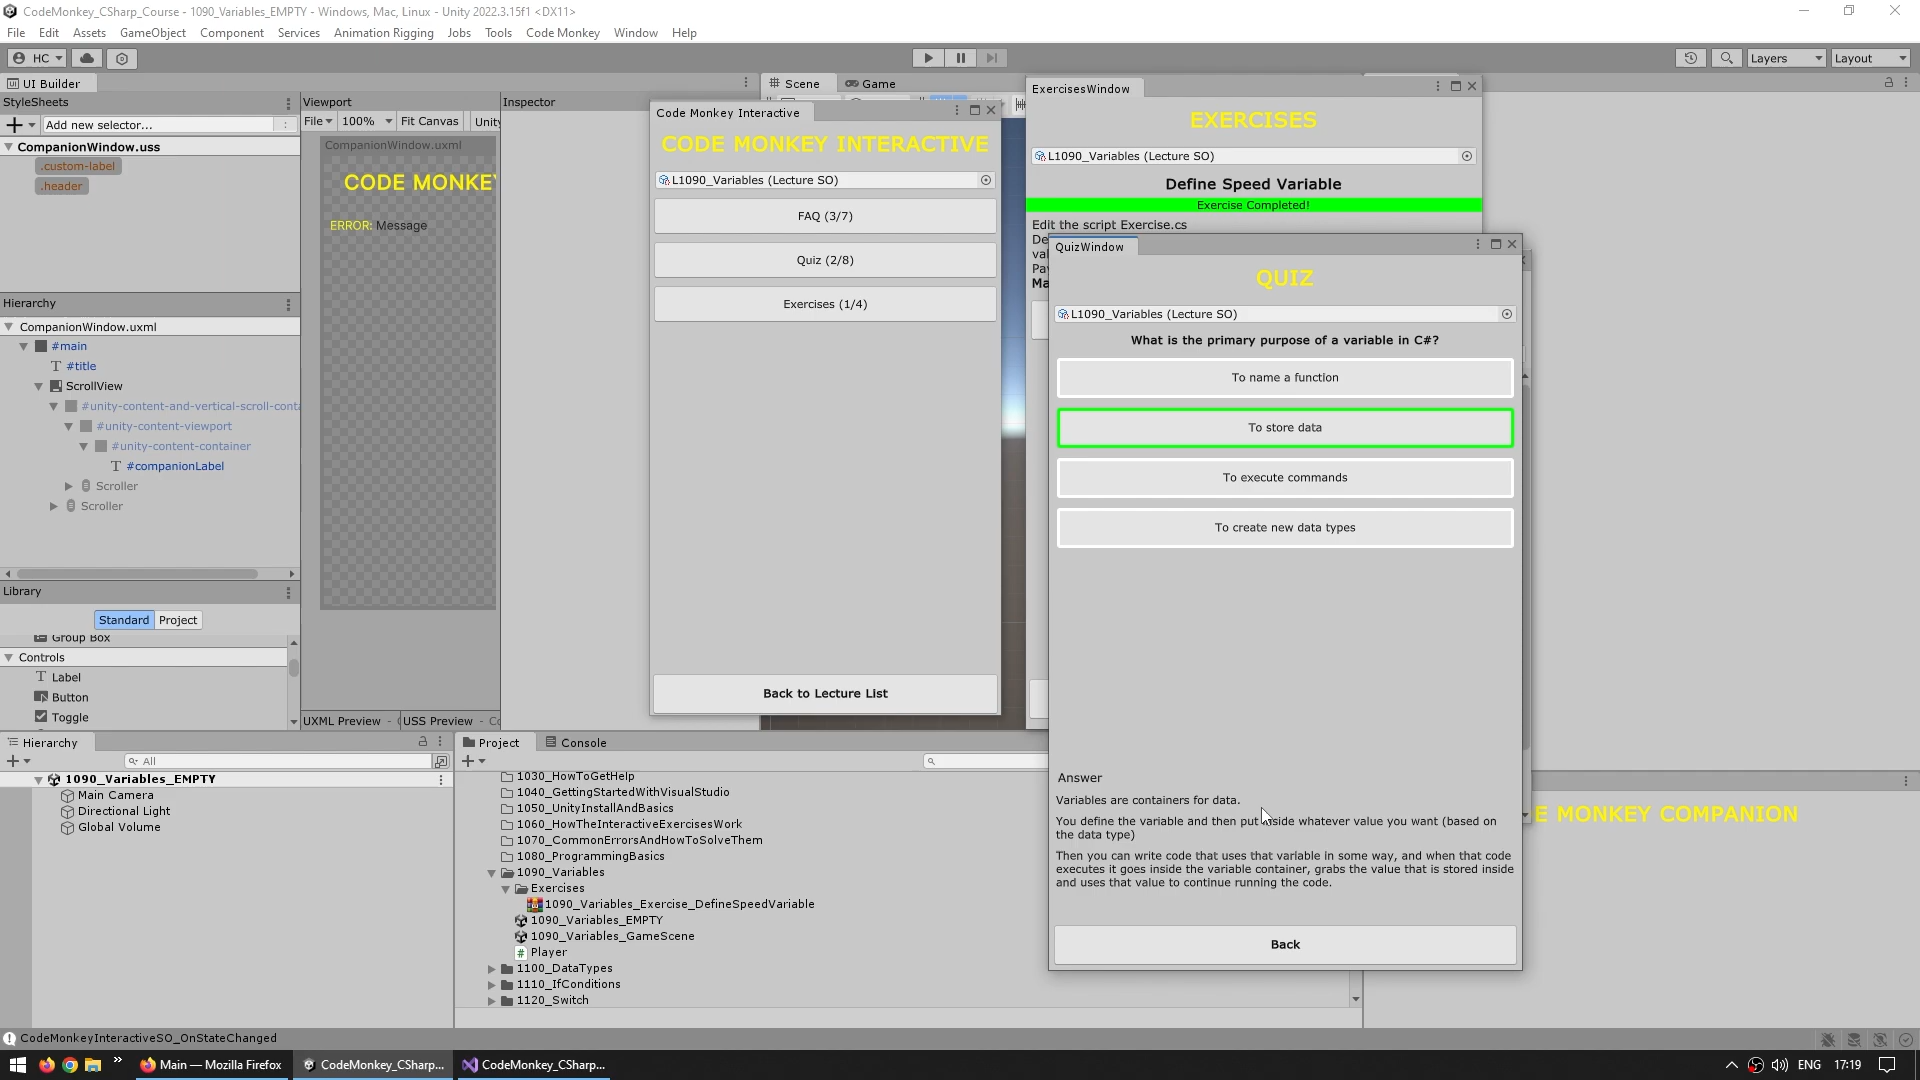 CodeMonkey_CSharp_Course - 1090_Variables_EMPTY - Windows, Mac, Linux - Unity 2022.3.15f1 <DX11>
File Edit Assets GameObject Component Services Animation Rigging Jobs Tools Code Monkey Window Help
HC
Layers
Layout
UI Builder
StyleSheets
Add new selector...
CompanionWindow.uss
.custom-label
.header
Hierarchy
CompanionWindow.uxml
#main
#title
ScrollView
#unity-content-and-vertical-scroll-conta
#unity-content-viewport
#unity-content-container
#companionLabel
Scroller
Scroller
Library
Standard
Project
Group Box
Controls
Label
Button
Toggle
Viewport
File
100%
Fit Canvas
Unity
CompanionWindow.uxml
CODE MONKEY
ERROR: Message
UXML Preview
USS Preview
Inspector
Scene
Game
Code Monkey Interactive
CODE MONKEY INTERACTIVE
L1090_Variables (Lecture SO)
FAQ (3/7)
Quiz (2/8)
Exercises (1/4)
Back to Lecture List
ExercisesWindow
EXERCISES
L1090_Variables (Lecture SO)
Define Speed Variable
Exercise Completed!
Edit the script Exercise.cs
De
val
Pay
Ma
QuizWindow
QUIZ
L1090_Variables (Lecture SO)
What is the primary purpose of a variable in C#?
To name a function
To store data
To execute commands
To create new data types
Answer
Variables are containers for data.
You define the variable and then put inside whatever value you want (based on
the data type)
Then you can write code that uses that variable in some way, and when that code
executes it goes inside the variable container, grabs the value that is stored inside
and uses that value to continue running the code.
Back
E MONKEY COMPANION
Hierarchy
All
1090_Variables_EMPTY
Main Camera
Directional Light
Global Volume
Project
Console
1030_HowToGetHelp
1040_GettingStartedWithVisualStudio
1050_UnityInstallAndBasics
1060_HowTheInteractiveExercisesWork
1070_CommonErrorsAndHowToSolveThem
1080_ProgrammingBasics
1090_Variables
Exercises
1090_Variables_Exercise_DefineSpeedVariable
1090_Variables_EMPTY
1090_Variables_GameScene
Player
1100_DataTypes
1110_IfConditions
1120_Switch
CodeMonkeyInteractiveSO_OnStateChanged
Main — Mozilla Firefox
CodeMonkey_CSharp...
CodeMonkey_CSharp...
ENG
17:19